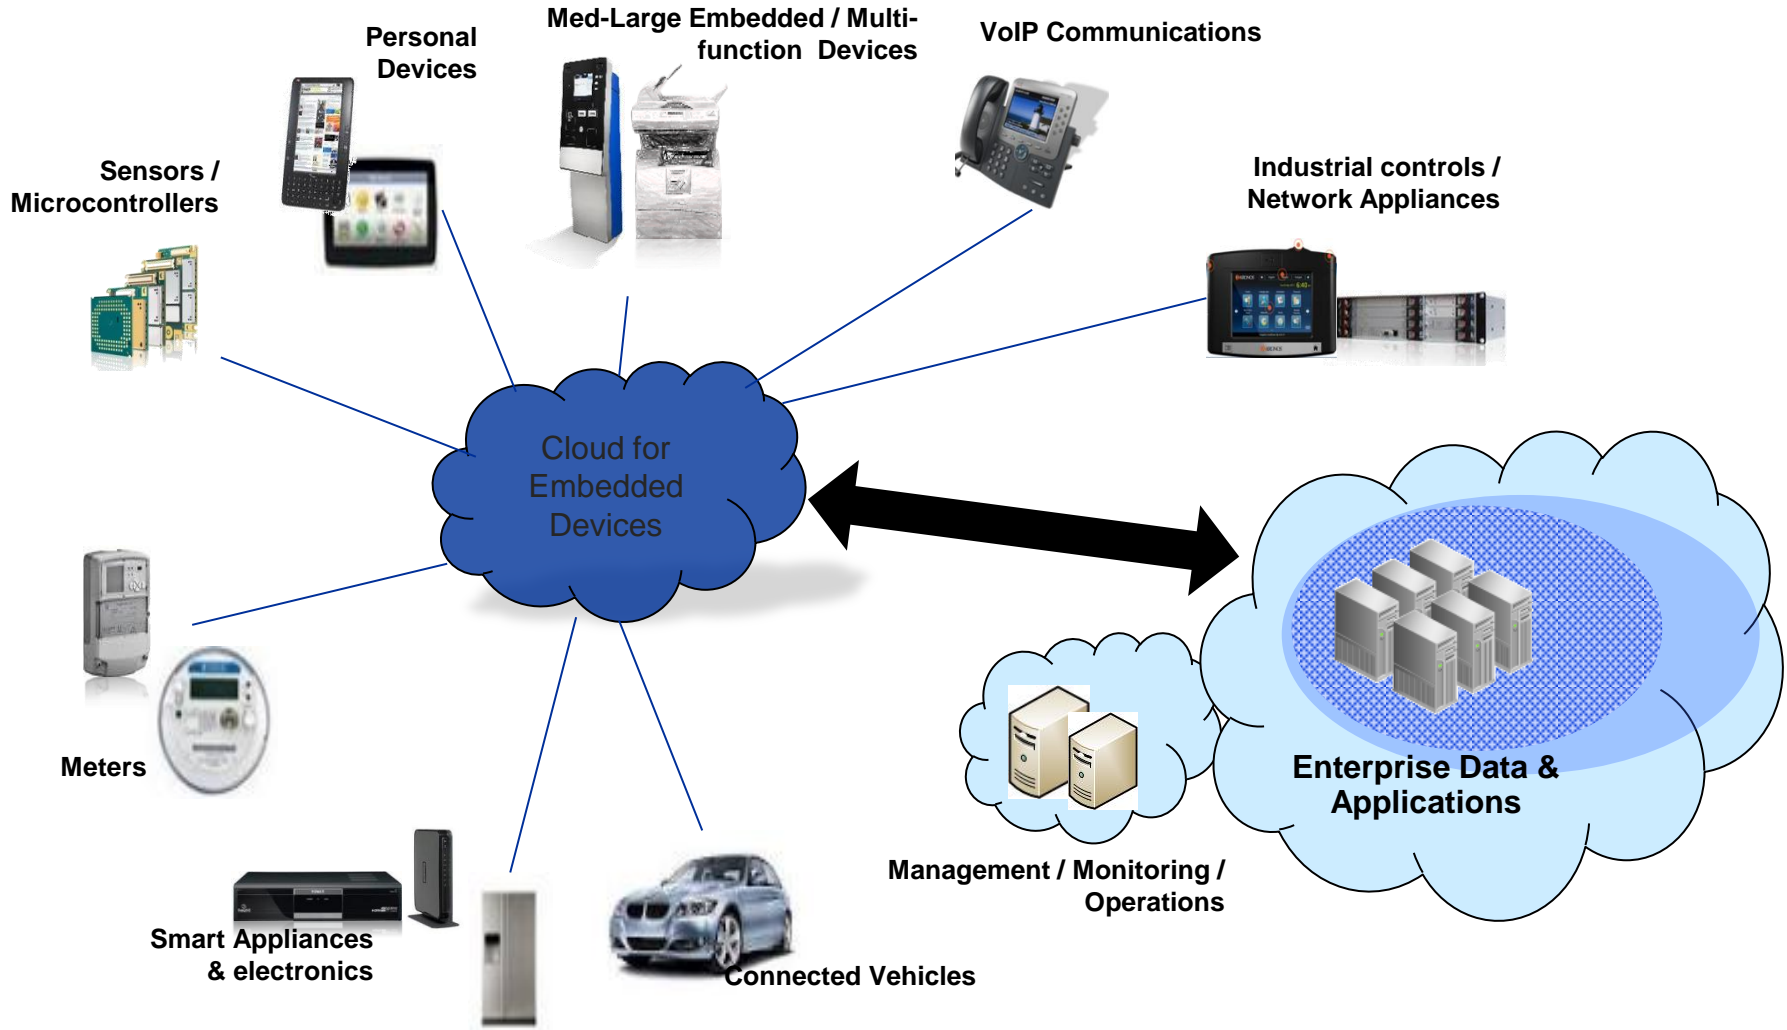 Med-Large Embedded / Multi-
function Devices
VoIP Communications
Personal
Devices
Sensors /
Microcontrollers
Industrial controls /
Network Appliances
Cloud for
Embedded
Devices
Meters
Enterprise Data &
Applications
Management / Monitoring /
Operations
Smart Appliances
& electronics
Connected Vehicles